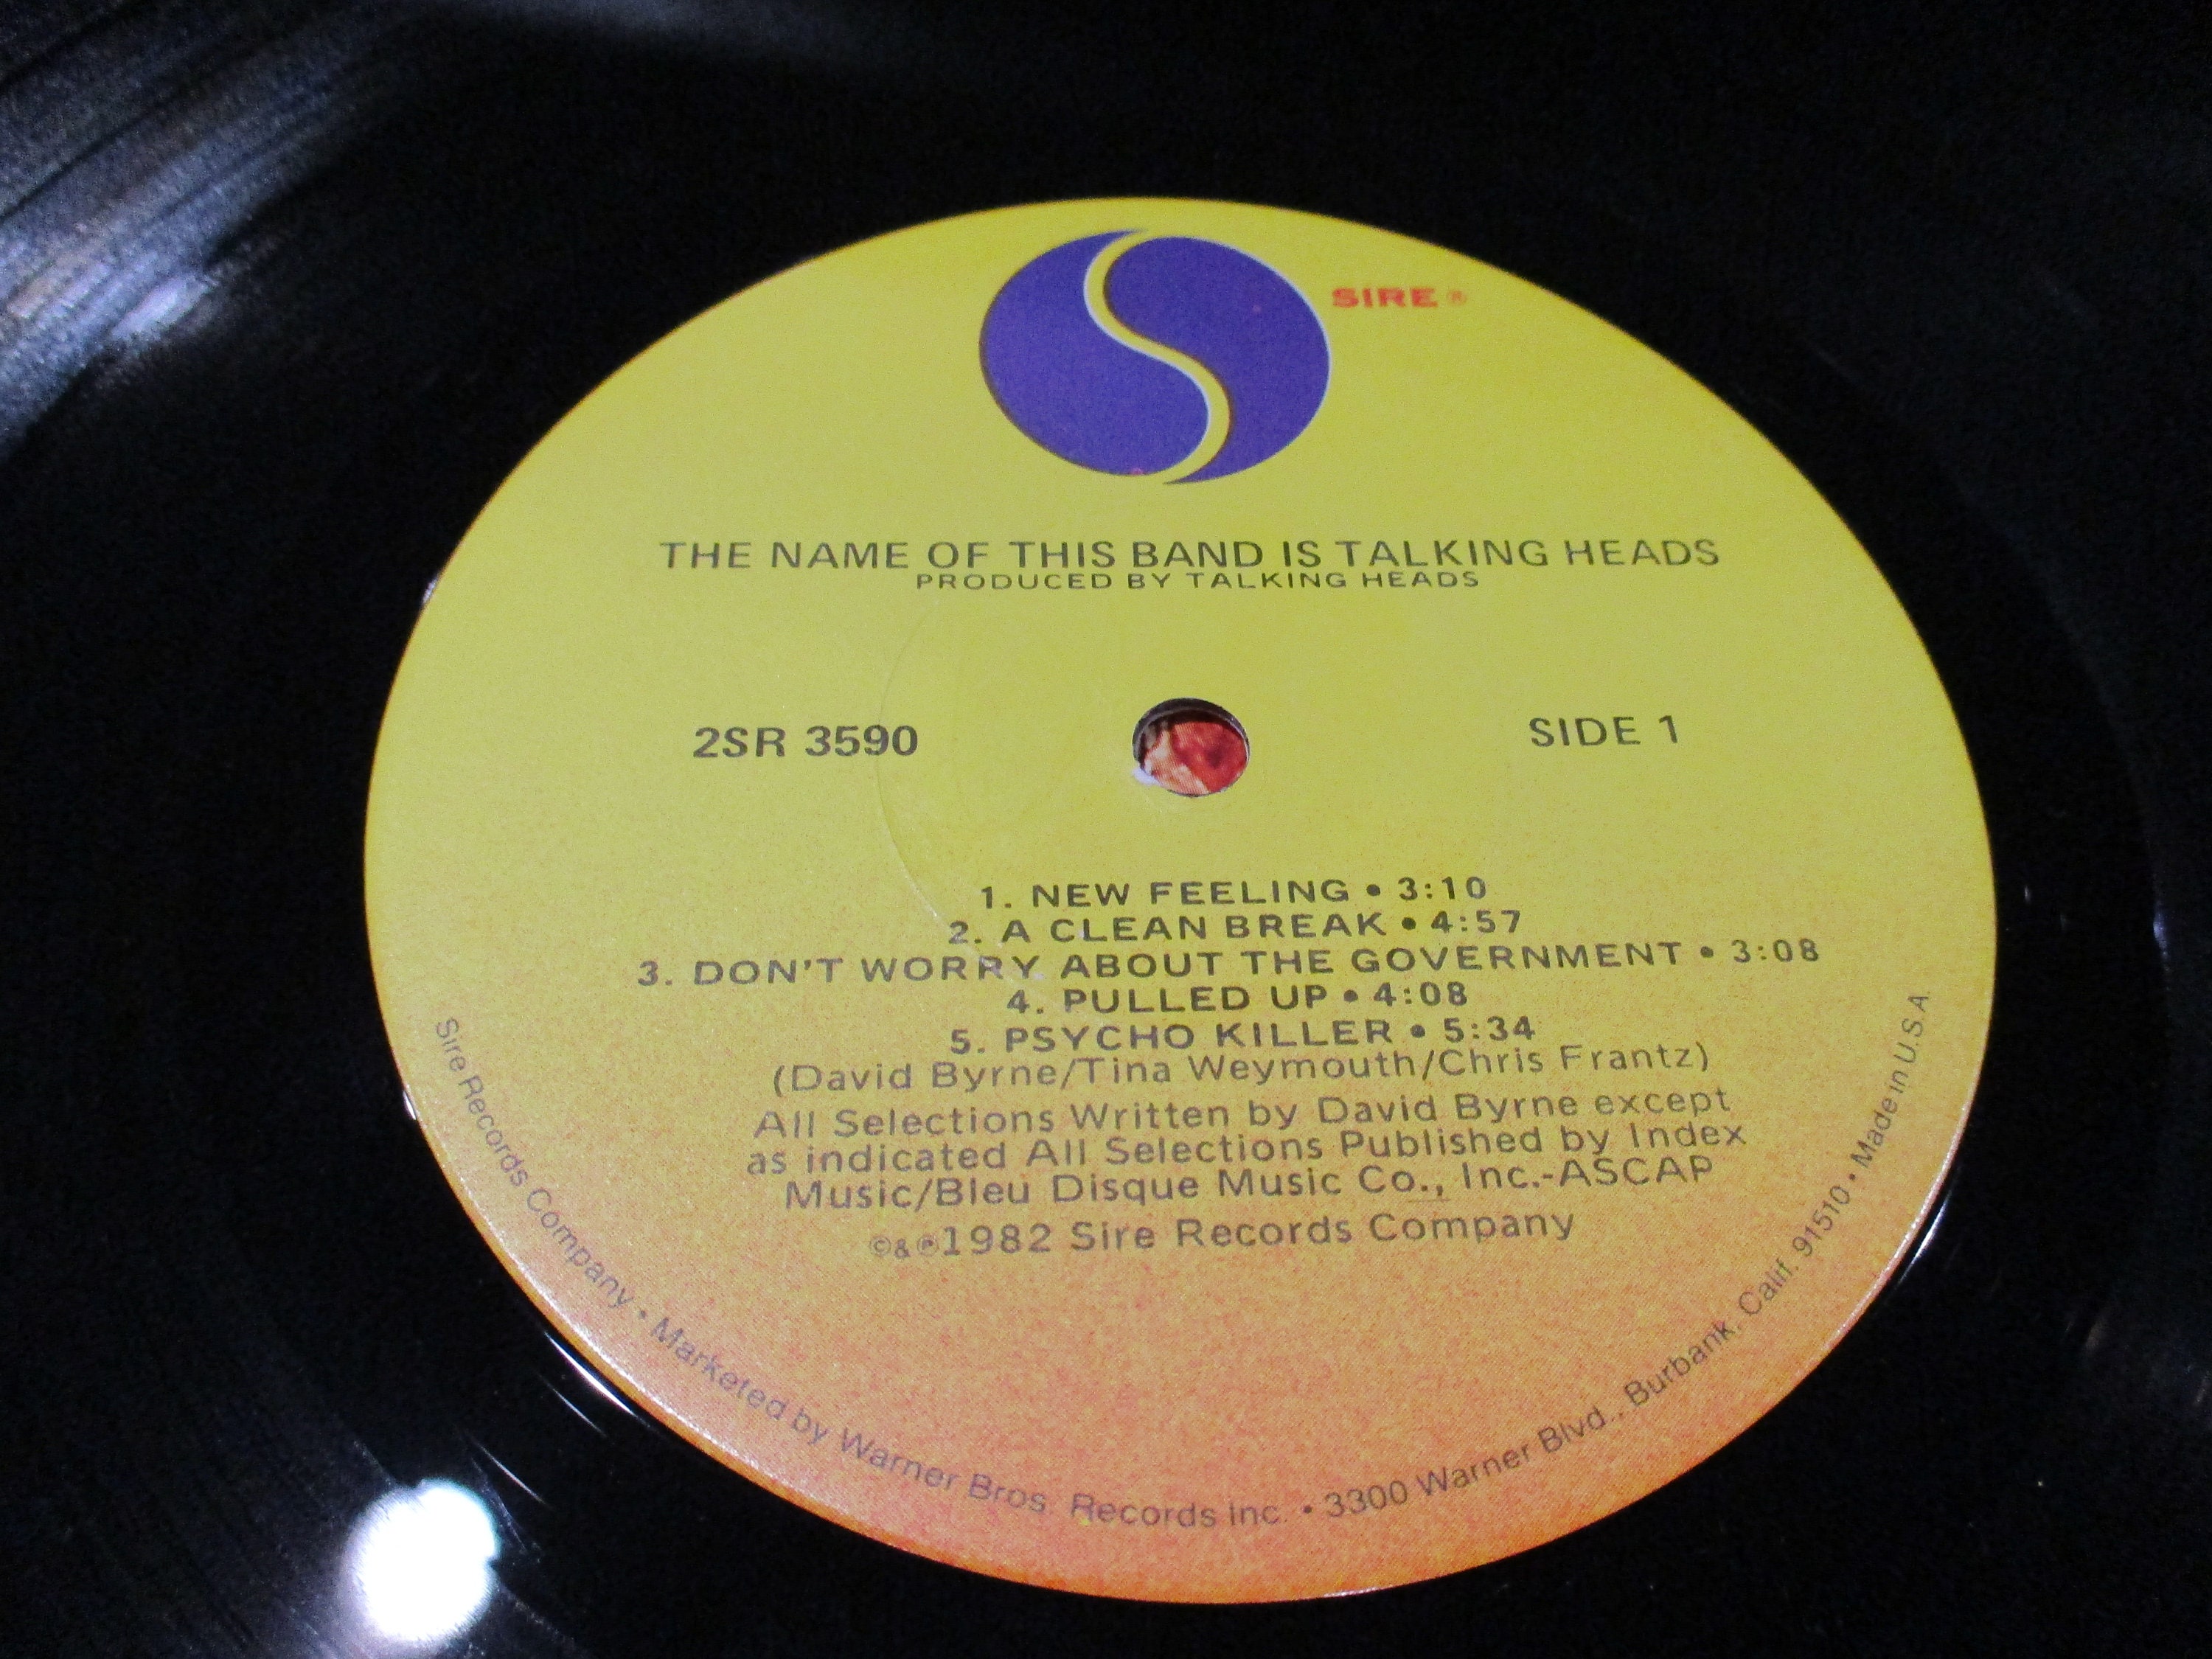 SIRE ®
THE NAME OF THIS BAND IS TALKING HEADS
PRODUCED BY TALKING HEADS
2SR 3590
SIDE 1
1. NEW FEELING • 3:10
2. A CLEAN BREAK • 4:57
3. DON'T WORRY ABOUT THE GOVERNMENT • 3:08
4. PULLED UP • 4:08
5. PSYCHO KILLER • 5:34
(David Byrne/Tina Weymouth/Chris Frantz)
All Selections Written by David Byrne except
as indicated All Selections Published by Index
Music/Bleu Disque Music Co., Inc.-ASCAP
©&℗1982 Sire Records Company
Sire Records Company • Marketed by Warner Bros. Records Inc. • 3300 Warner Blvd., Burbank, Calif. 91510 • Made in U.S.A.